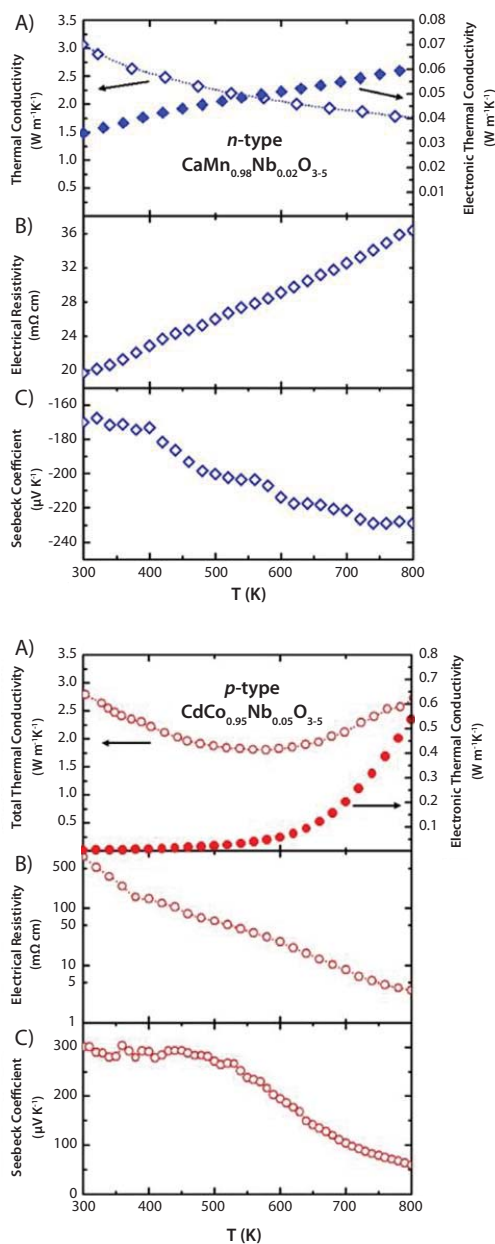 A)
Thermal Conductivity
(W m⁻¹K⁻¹)
3.5
3.0
2.5
2.0
1.5
1.0
0.5
n-type
CaMn₀.₉₈Nb₀.₀₂O₃₋₅
0.08
0.07
0.06
0.05
0.04
0.03
0.02
0.01
Electronic Thermal Conductivity
(W m⁻¹K⁻¹)
B)
Electrical Resistivity
(mΩ cm)
36
32
28
24
20
C)
Seebeck Coefficient
(μV K⁻¹)
-160
-180
-200
-220
-240
300 400 500 600 700 800
T (K)
A)
Total Thermal Conductivity
(W m⁻¹K⁻¹)
3.5
3.0
2.5
2.0
1.5
1.0
0.5
p-type
CdCo₀.₉₅Nb₀.₀₅O₃₋₅
0.8
0.7
0.6
0.5
0.4
0.3
0.2
0.1
Electronic Thermal Conductivity
(W m⁻¹K⁻¹)
B)
Electrical Resistivity
(mΩ cm)
500
100
50
10
5
1
C)
Seebeck Coefficient
(μV K⁻¹)
300
200
100
0
300 400 500 600 700 800
T (K)